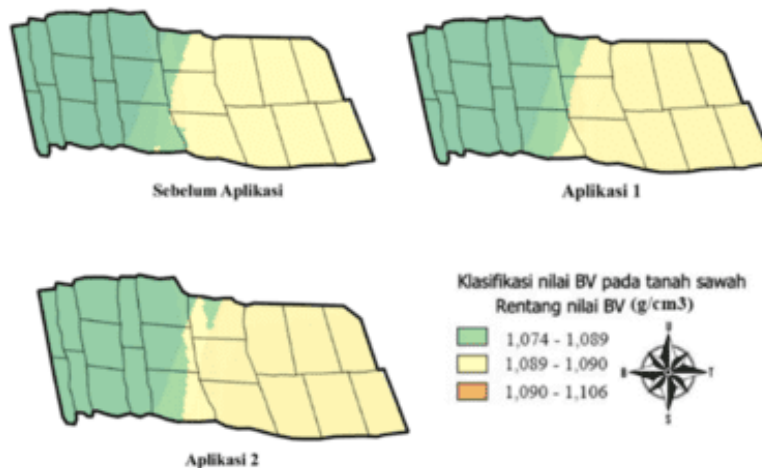 Sebelum Aplikasi
Aplikasi 1
Aplikasi 2
Klasifikasi nilai BV pada tanah sawah
Rentang nilai BV (g/cm3)
1,074 - 1,089
1,089 - 1,090
1,090 - 1,106
U
B T
S